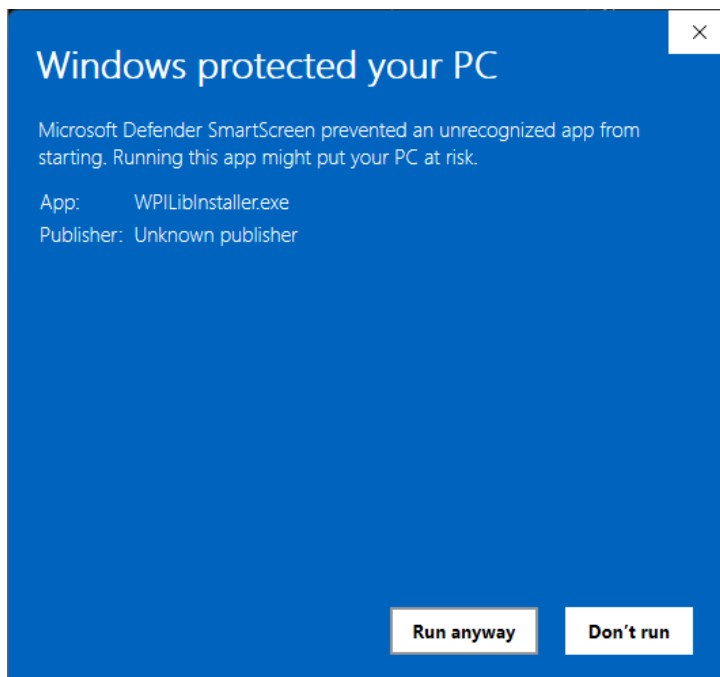 Windows protected your PC
Microsoft Defender SmartScreen prevented an unrecognized app from
starting. Running this app might put your PC at risk.
App: WPILibInstaller.exe
Publisher: Unknown publisher
Run anyway Don’t run